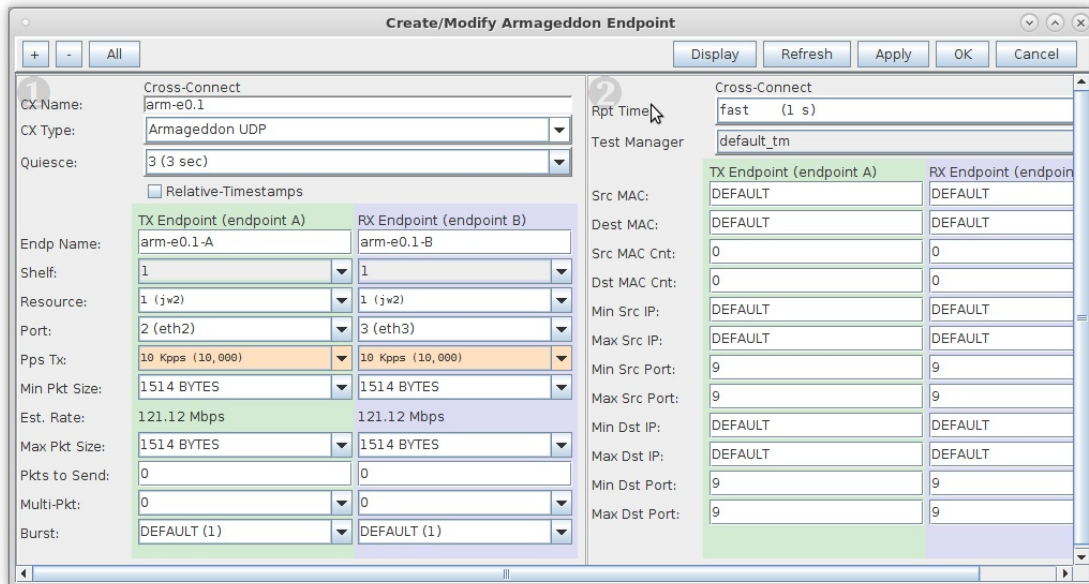 Create/Modify Armageddon Endpoint
+ - All Display Refresh Apply OK Cancel
1
Cross-Connect
CX Name: arm-e0.1
CX Type: Armageddon UDP
Quiesce: 3 (3 sec)
Relative-Timestamps
TX Endpoint (endpoint A) RX Endpoint (endpoint B)
Endp Name: arm-e0.1-A arm-e0.1-B
Shelf: 1 1
Resource: 1 (jw2) 1 (jw2)
Port: 2 (eth2) 3 (eth3)
Pps Tx: 10 Kpps (10,000) 10 Kpps (10,000)
Min Pkt Size: 1514 BYTES 1514 BYTES
Est. Rate: 121.12 Mbps 121.12 Mbps
Max Pkt Size: 1514 BYTES 1514 BYTES
Pkts to Send: 0 0
Multi-Pkt: 0 0
Burst: DEFAULT (1) DEFAULT (1)
2
Cross-Connect
Rpt Time fast (1 s)
Test Manager default_tm
TX Endpoint (endpoint A) RX Endpoint (endpoin
Src MAC: DEFAULT DEFAULT
Dest MAC: DEFAULT DEFAULT
Src MAC Cnt: 0 0
Dst MAC Cnt: 0 0
Min Src IP: DEFAULT DEFAULT
Max Src IP: DEFAULT DEFAULT
Min Src Port: 9 9
Max Src Port: 9 9
Min Dst IP: DEFAULT DEFAULT
Max Dst IP: DEFAULT DEFAULT
Min Dst Port: 9 9
Max Dst Port: 9 9